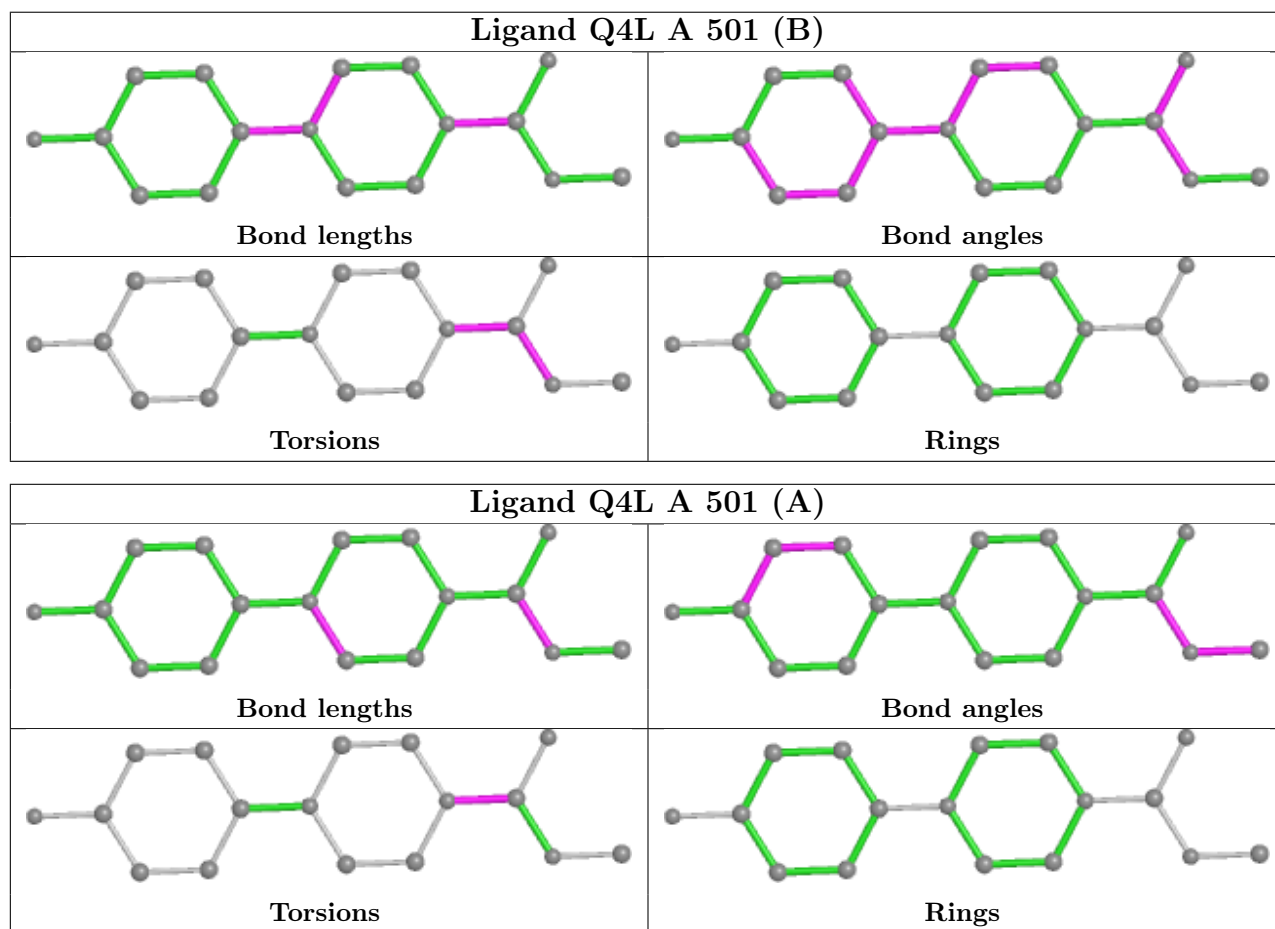 Ligand Q4L A 501 (B)
Bond lengths
Bond angles
Torsions
Rings
Ligand Q4L A 501 (A)
Bond lengths
Bond angles
Torsions
Rings